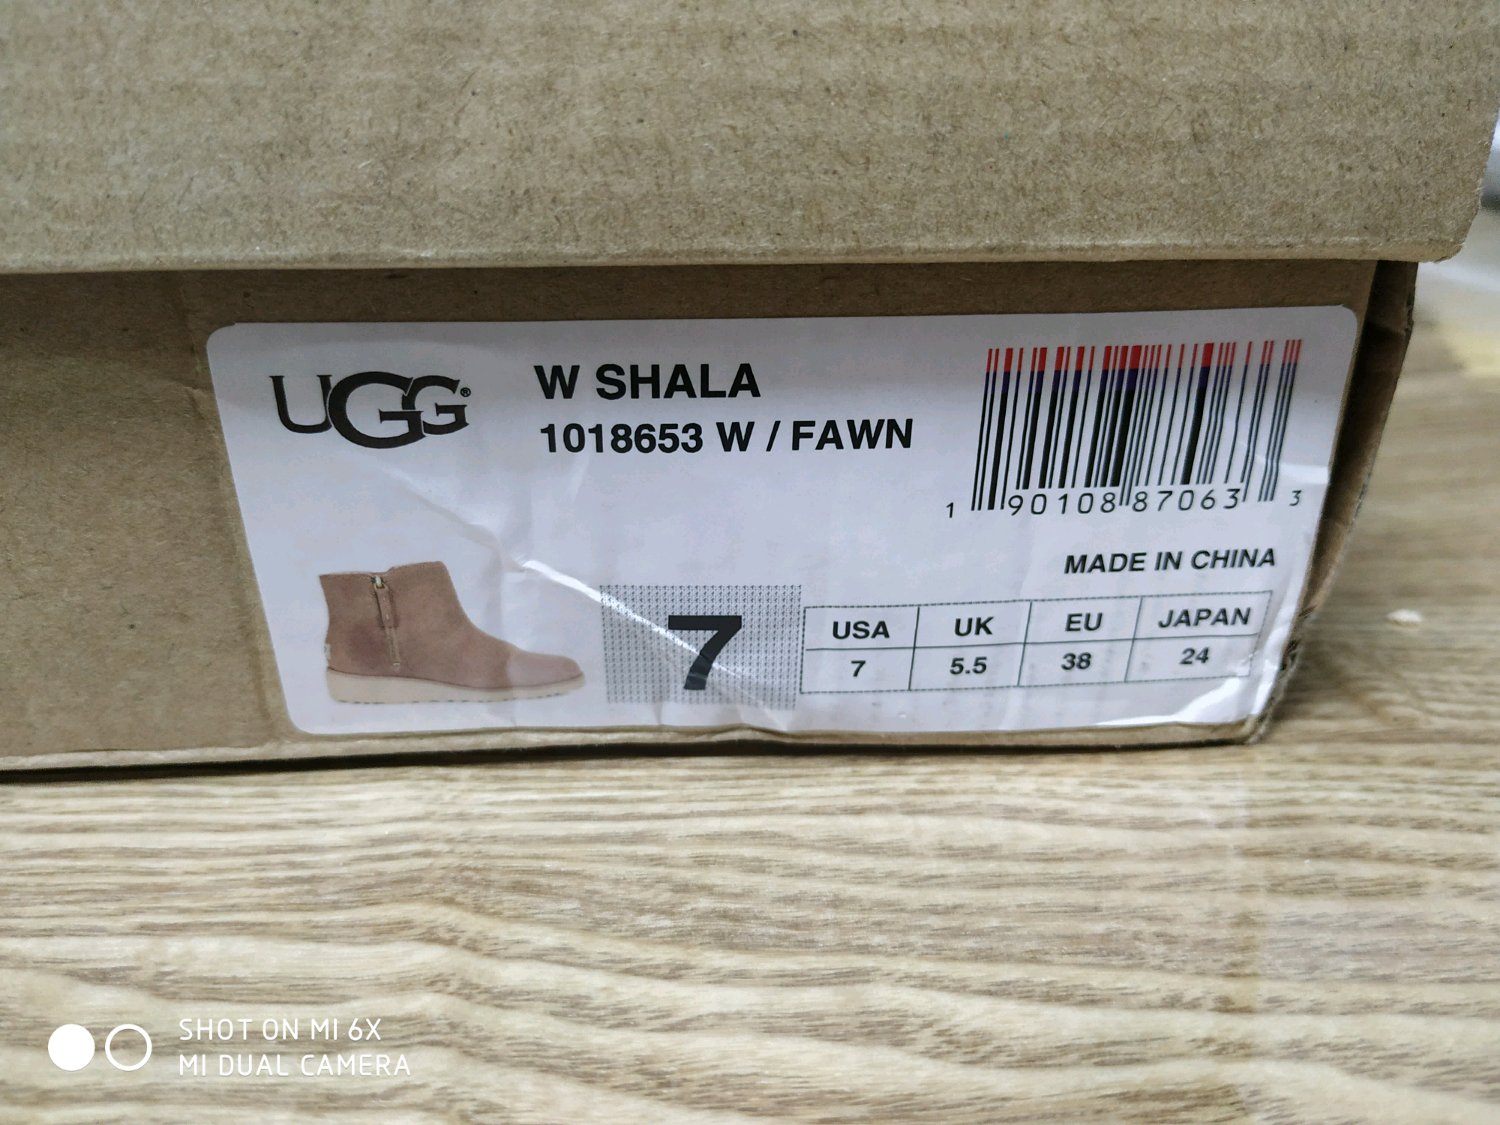 UGG®
W SHALA
1018653 W / FAWN
1 90108 87063 3
MADE IN CHINA
7
USA UK EU JAPAN
7 5.5 38 24
SHOT ON MI 6X
MI DUAL CAMERA